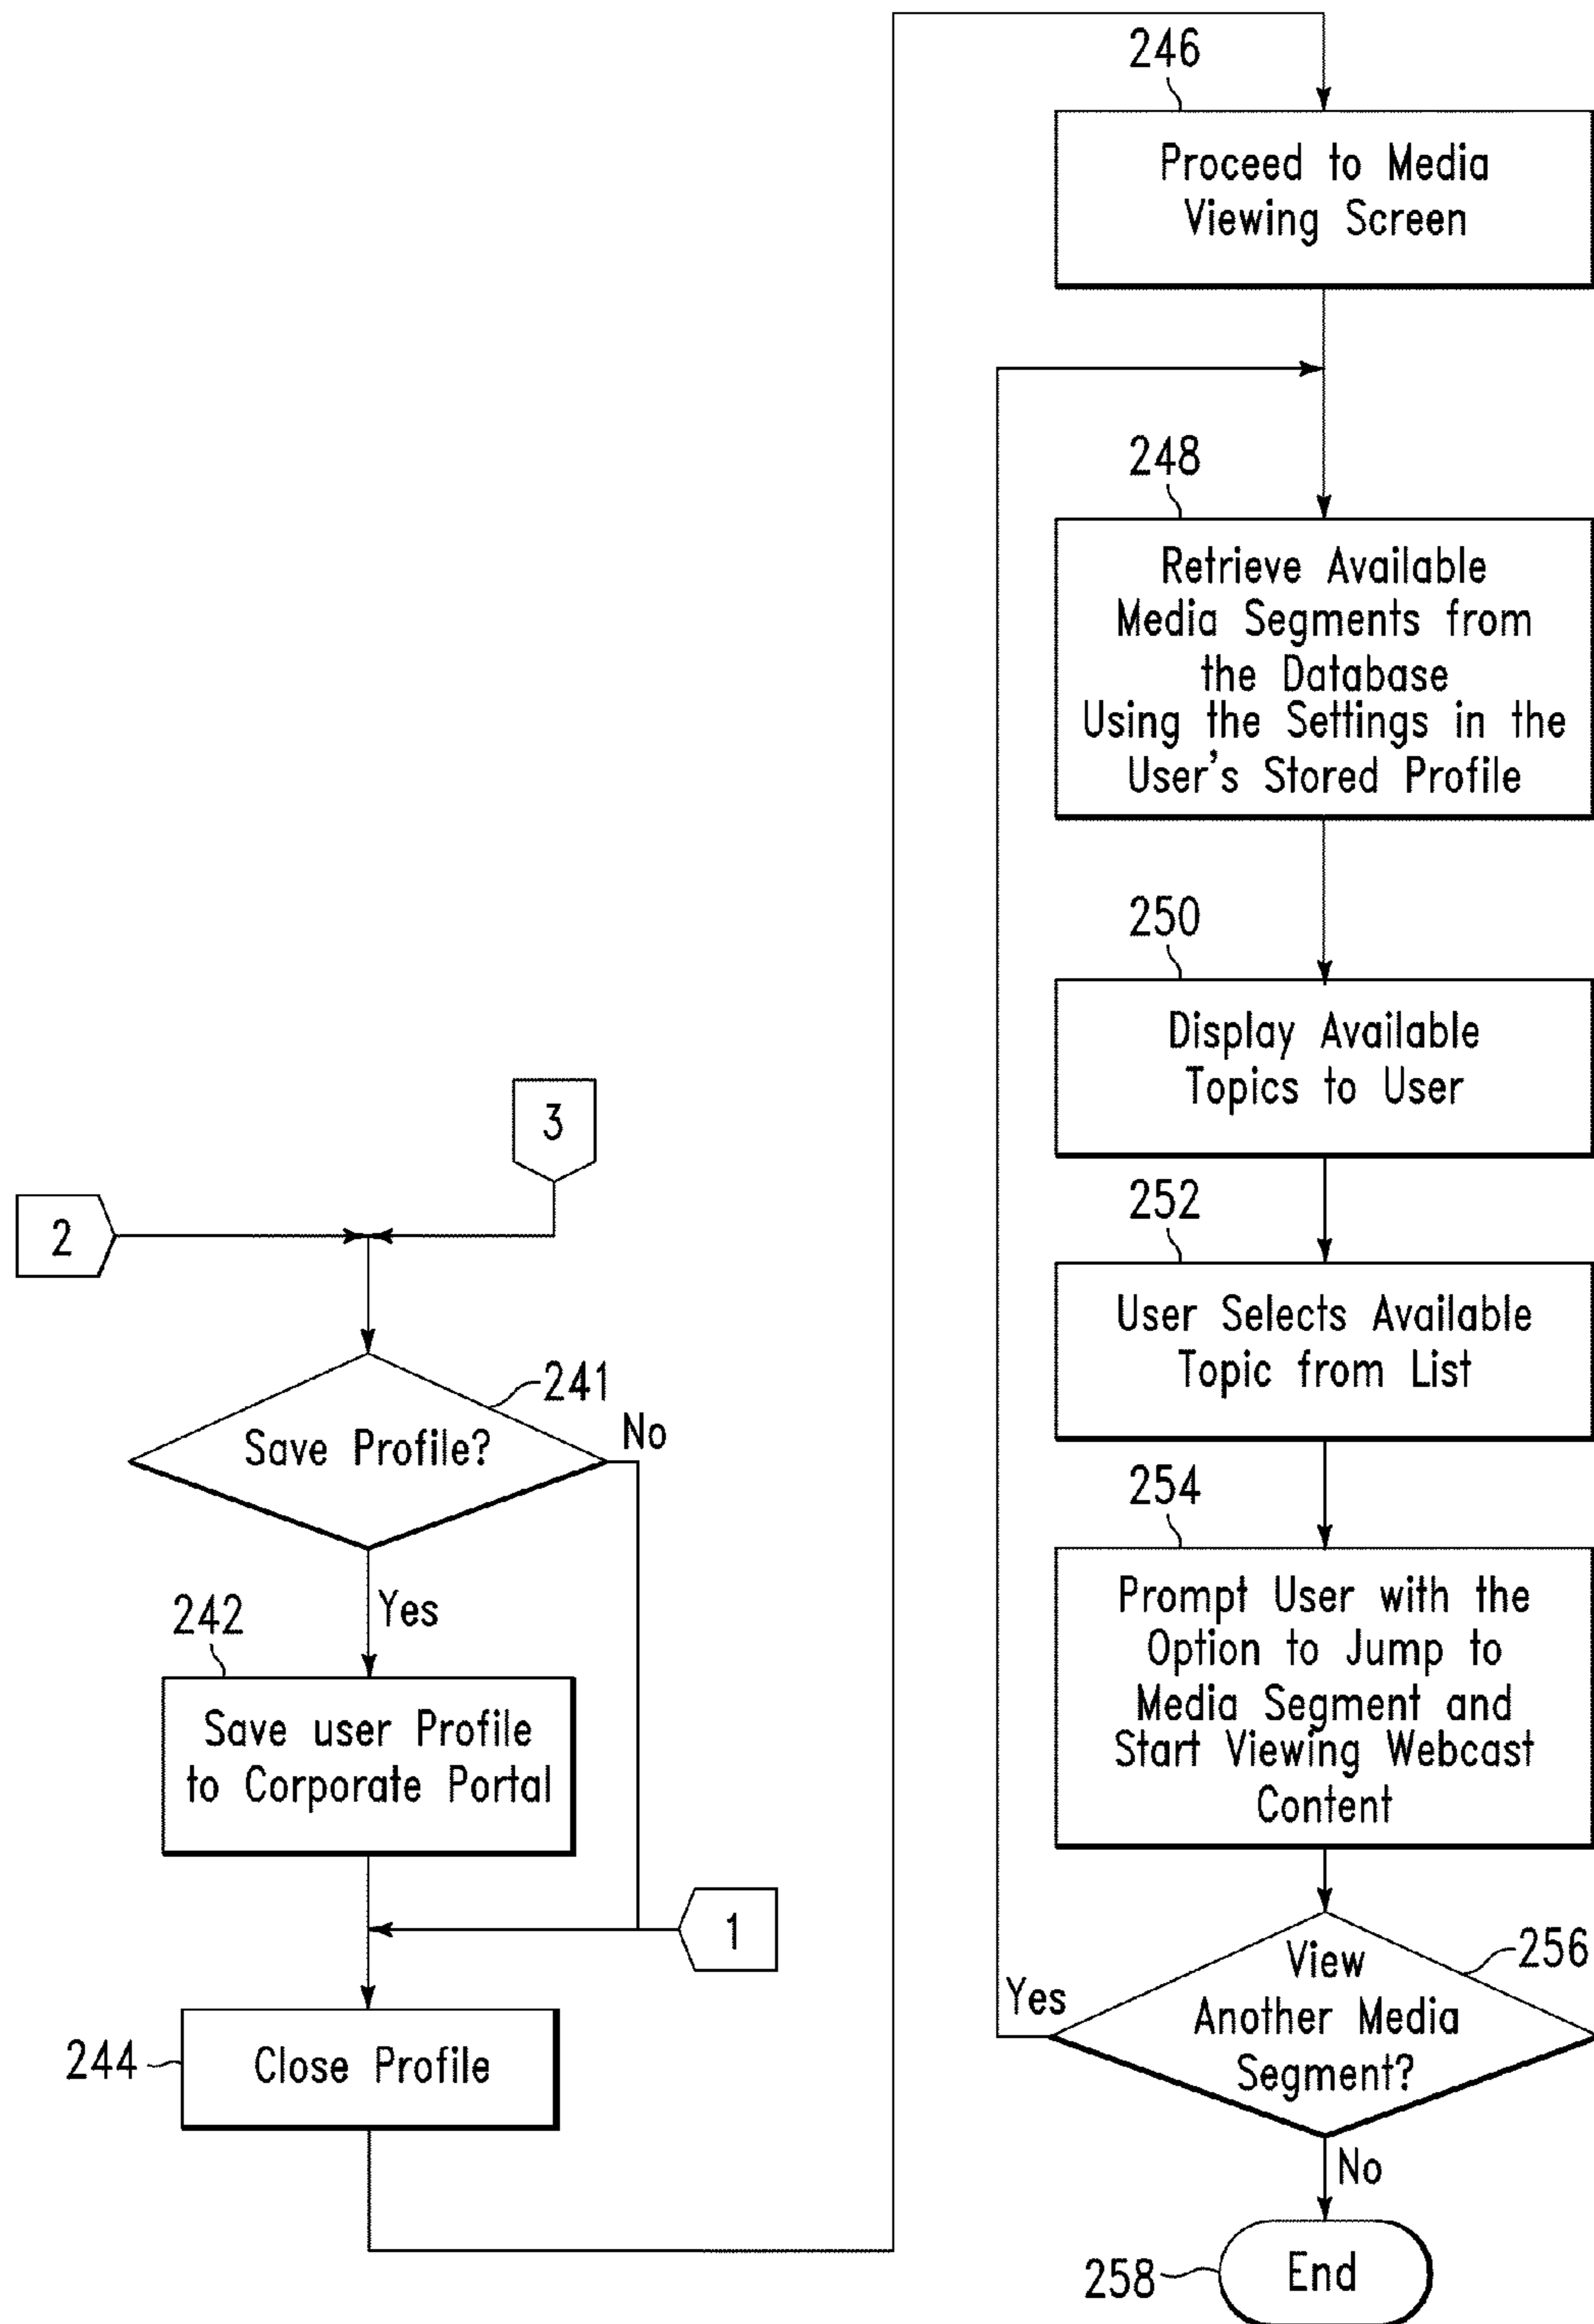 3
2
241
Save Profile?
No
Yes
242
Save user Profile
to Corporate Portal
1
244
Close Profile
246
Proceed to Media
Viewing Screen
248
Retrieve Available
Media Segments from
the Database
Using the Settings in the
User's Stored Profile
250
Display Available
Topics to User
252
User Selects Available
Topic from List
254
Prompt User with the
Option to Jump to
Media Segment and
Start Viewing Webcast
Content
256
View
Another Media
Segment?
Yes
No
258
End